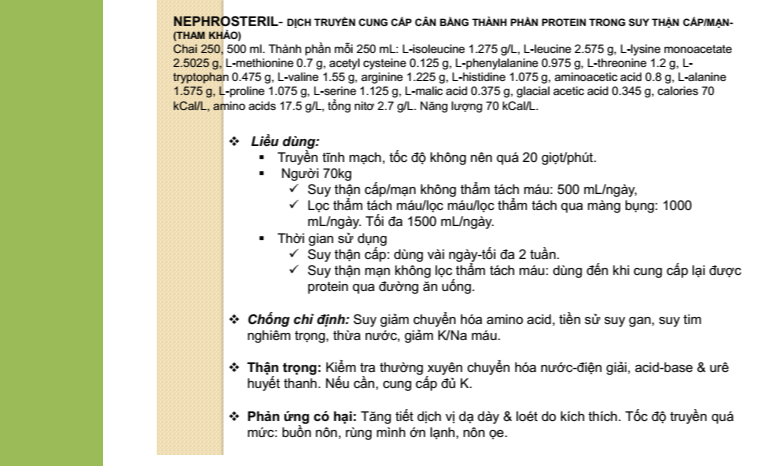 NEPHROSTERIL- DỊCH TRUYỀN CUNG CẤP CÂN BẰNG THÀNH PHẦN PROTEIN TRONG SUY THẬN CẤP/MẠN-
(THAM KHẢO)
Chai 250, 500 ml. Thành phần mỗi 250 mL: L-isoleucine 1.275 g/L, L-leucine 2.575 g, L-lysine monoacetate
2.5025 g, L-methionine 0.7 g, acetyl cysteine 0.125 g, L-phenylalanine 0.975 g, L-threonine 1.2 g, L-
tryptophan 0.475 g, L-valine 1.55 g, arginine 1.225 g, L-histidine 1.075 g, aminoacetic acid 0.8 g, L-alanine
1.575 g, L-proline 1.075 g, L-serine 1.125 g, L-malic acid 0.375 g, glacial acetic acid 0.345 g, calories 70
kCal/L, amino acids 17.5 g/L, tổng nitơ 2.7 g/L. Năng lượng 70 kCal/L.
❖ Liều dùng:
▪ Truyền tĩnh mạch, tốc độ không nên quá 20 giọt/phút.
▪ Người 70kg
✓ Suy thận cấp/mạn không thẩm tách máu: 500 mL/ngày,
✓ Lọc thẩm tách máu/lọc máu/lọc thẩm tách qua màng bụng: 1000
mL/ngày. Tối đa 1500 mL/ngày.
▪ Thời gian sử dụng
✓ Suy thận cấp: dùng vài ngày-tối đa 2 tuần.
✓ Suy thận mạn không lọc thẩm tách máu: dùng đến khi cung cấp lại được
protein qua đường ăn uống.
❖ Chống chỉ định: Suy giảm chuyển hóa amino acid, tiền sử suy gan, suy tim
nghiêm trọng, thừa nước, giảm K/Na máu.
❖ Thận trọng: Kiểm tra thường xuyên chuyển hóa nước-điện giải, acid-base & urê
huyết thanh. Nếu cần, cung cấp đủ K.
❖ Phản ứng có hại: Tăng tiết dịch vị dạ dày & loét do kích thích. Tốc độ truyền quá
mức: buồn nôn, rùng mình ớn lạnh, nôn ọe.